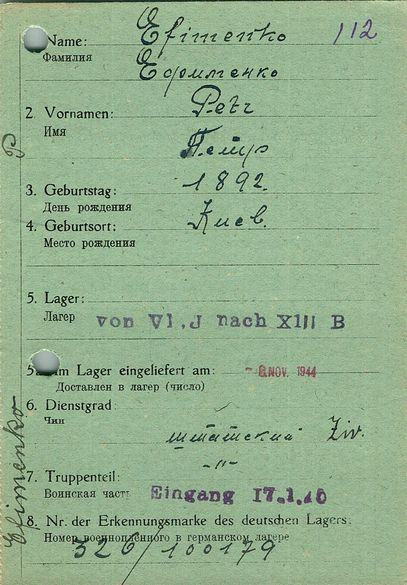 Name: Efimenko 112
Фамилия Ефименко
2. Vornamen: Petr
Имя Петр
3. Geburtstag: 1892.
День рождения
4. Geburtsort: Киев.
Место рождения
5. Lager:
Лагерь von VI.J nach XIII B
5a. Im Lager eingeliefert am: NOV. 1944
Доставлен в лагерь (число)
6. Dienstgrad:
Чин штатский Ziv.
-"-
7. Truppenteil:
Воинская часть Eingang 17.1.
8. Nr. der Erkennungsmarke des deutschen Lagers:
Номер военнопленного в германском лагере
326/100179
Efimenko P